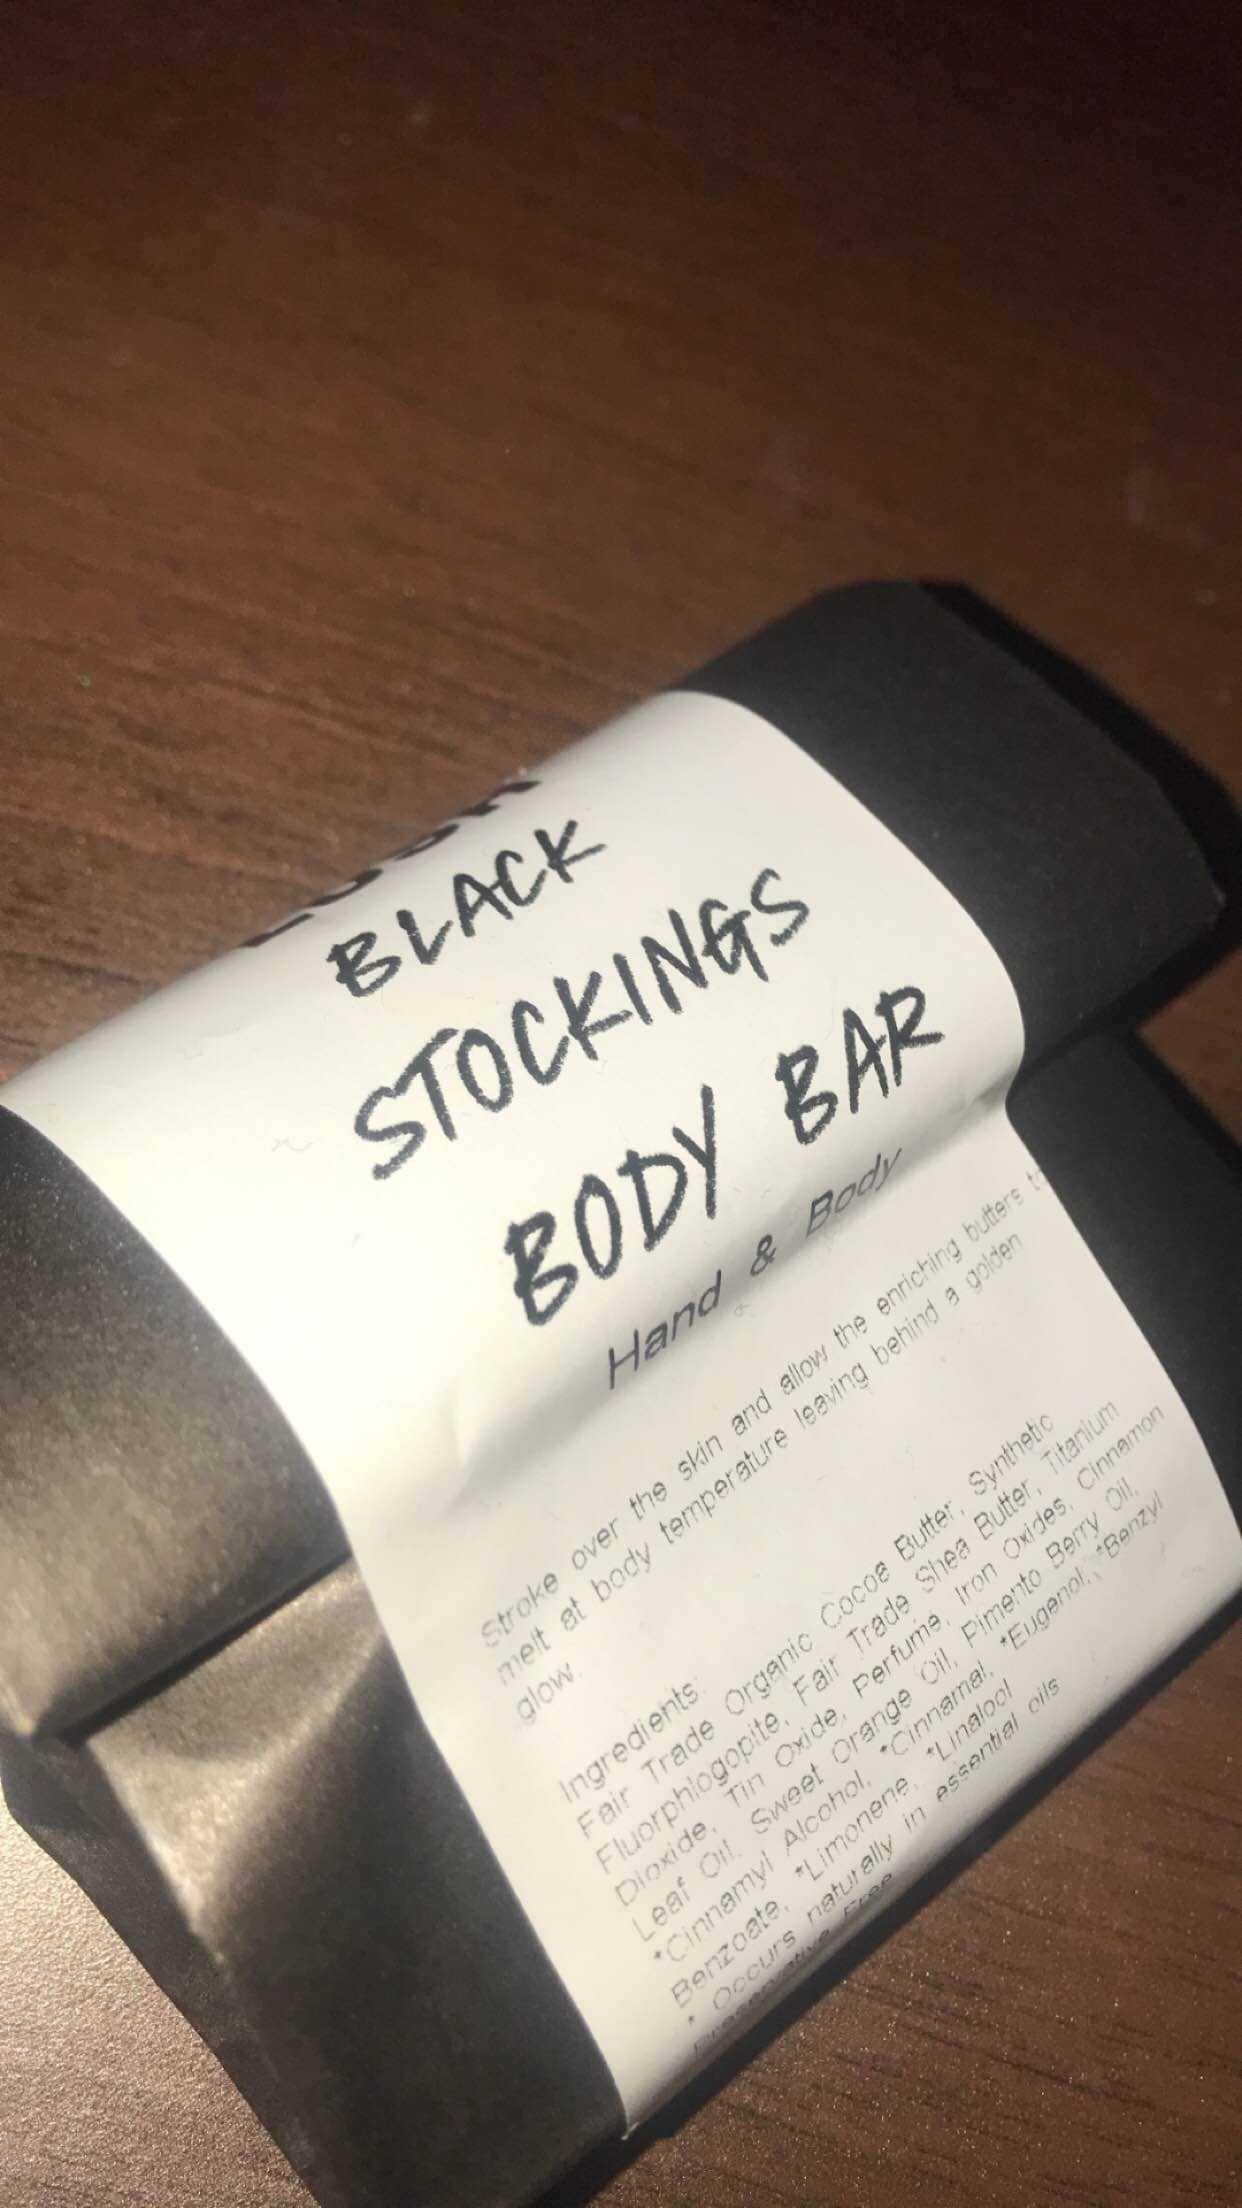 BLACK
STOCKINGS
BODY BAR
Hand & Body
Stroke over the skin and allow the enriching butters to
melt at body temperature leaving behind a golden
glow.
Ingredients:
Fair Trade Organic Cocoa Butter, Synthetic
Fluorphlogopite, Fair Trade Shea Butter, Titanium
Dioxide, Tin Oxide, Perfume, Iron Oxides, Cinnamon
Leaf Oil, Sweet Orange Oil, Pimento Berry Oil,
*Cinnamyl Alcohol, *Cinnamal, *Eugenol, *Benzyl
Benzoate, *Limonene, *Linalool
* Occurs naturally in essential oils
Preservative Free